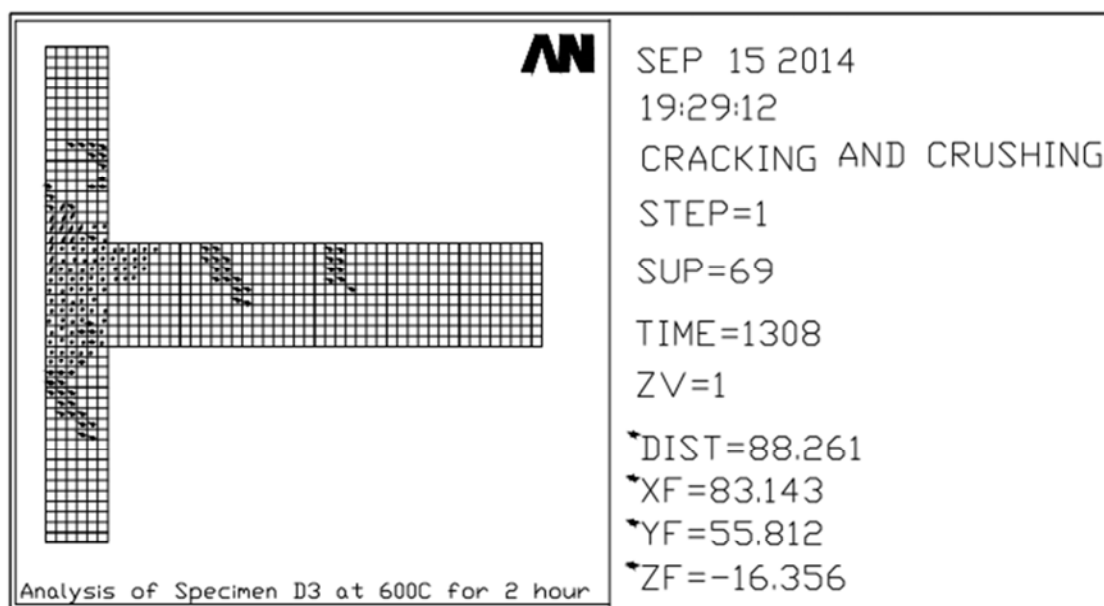 ΛN
SEP 15 2014
19:29:12
CRACKING AND CRUSHING
STEP=1
SUP=69
TIME=1308
ZV=1
*DIST=88.261
*XF=83.143
*YF=55.812
*ZF=-16.356
Analysis of Specimen D3 at 600C for 2 hour